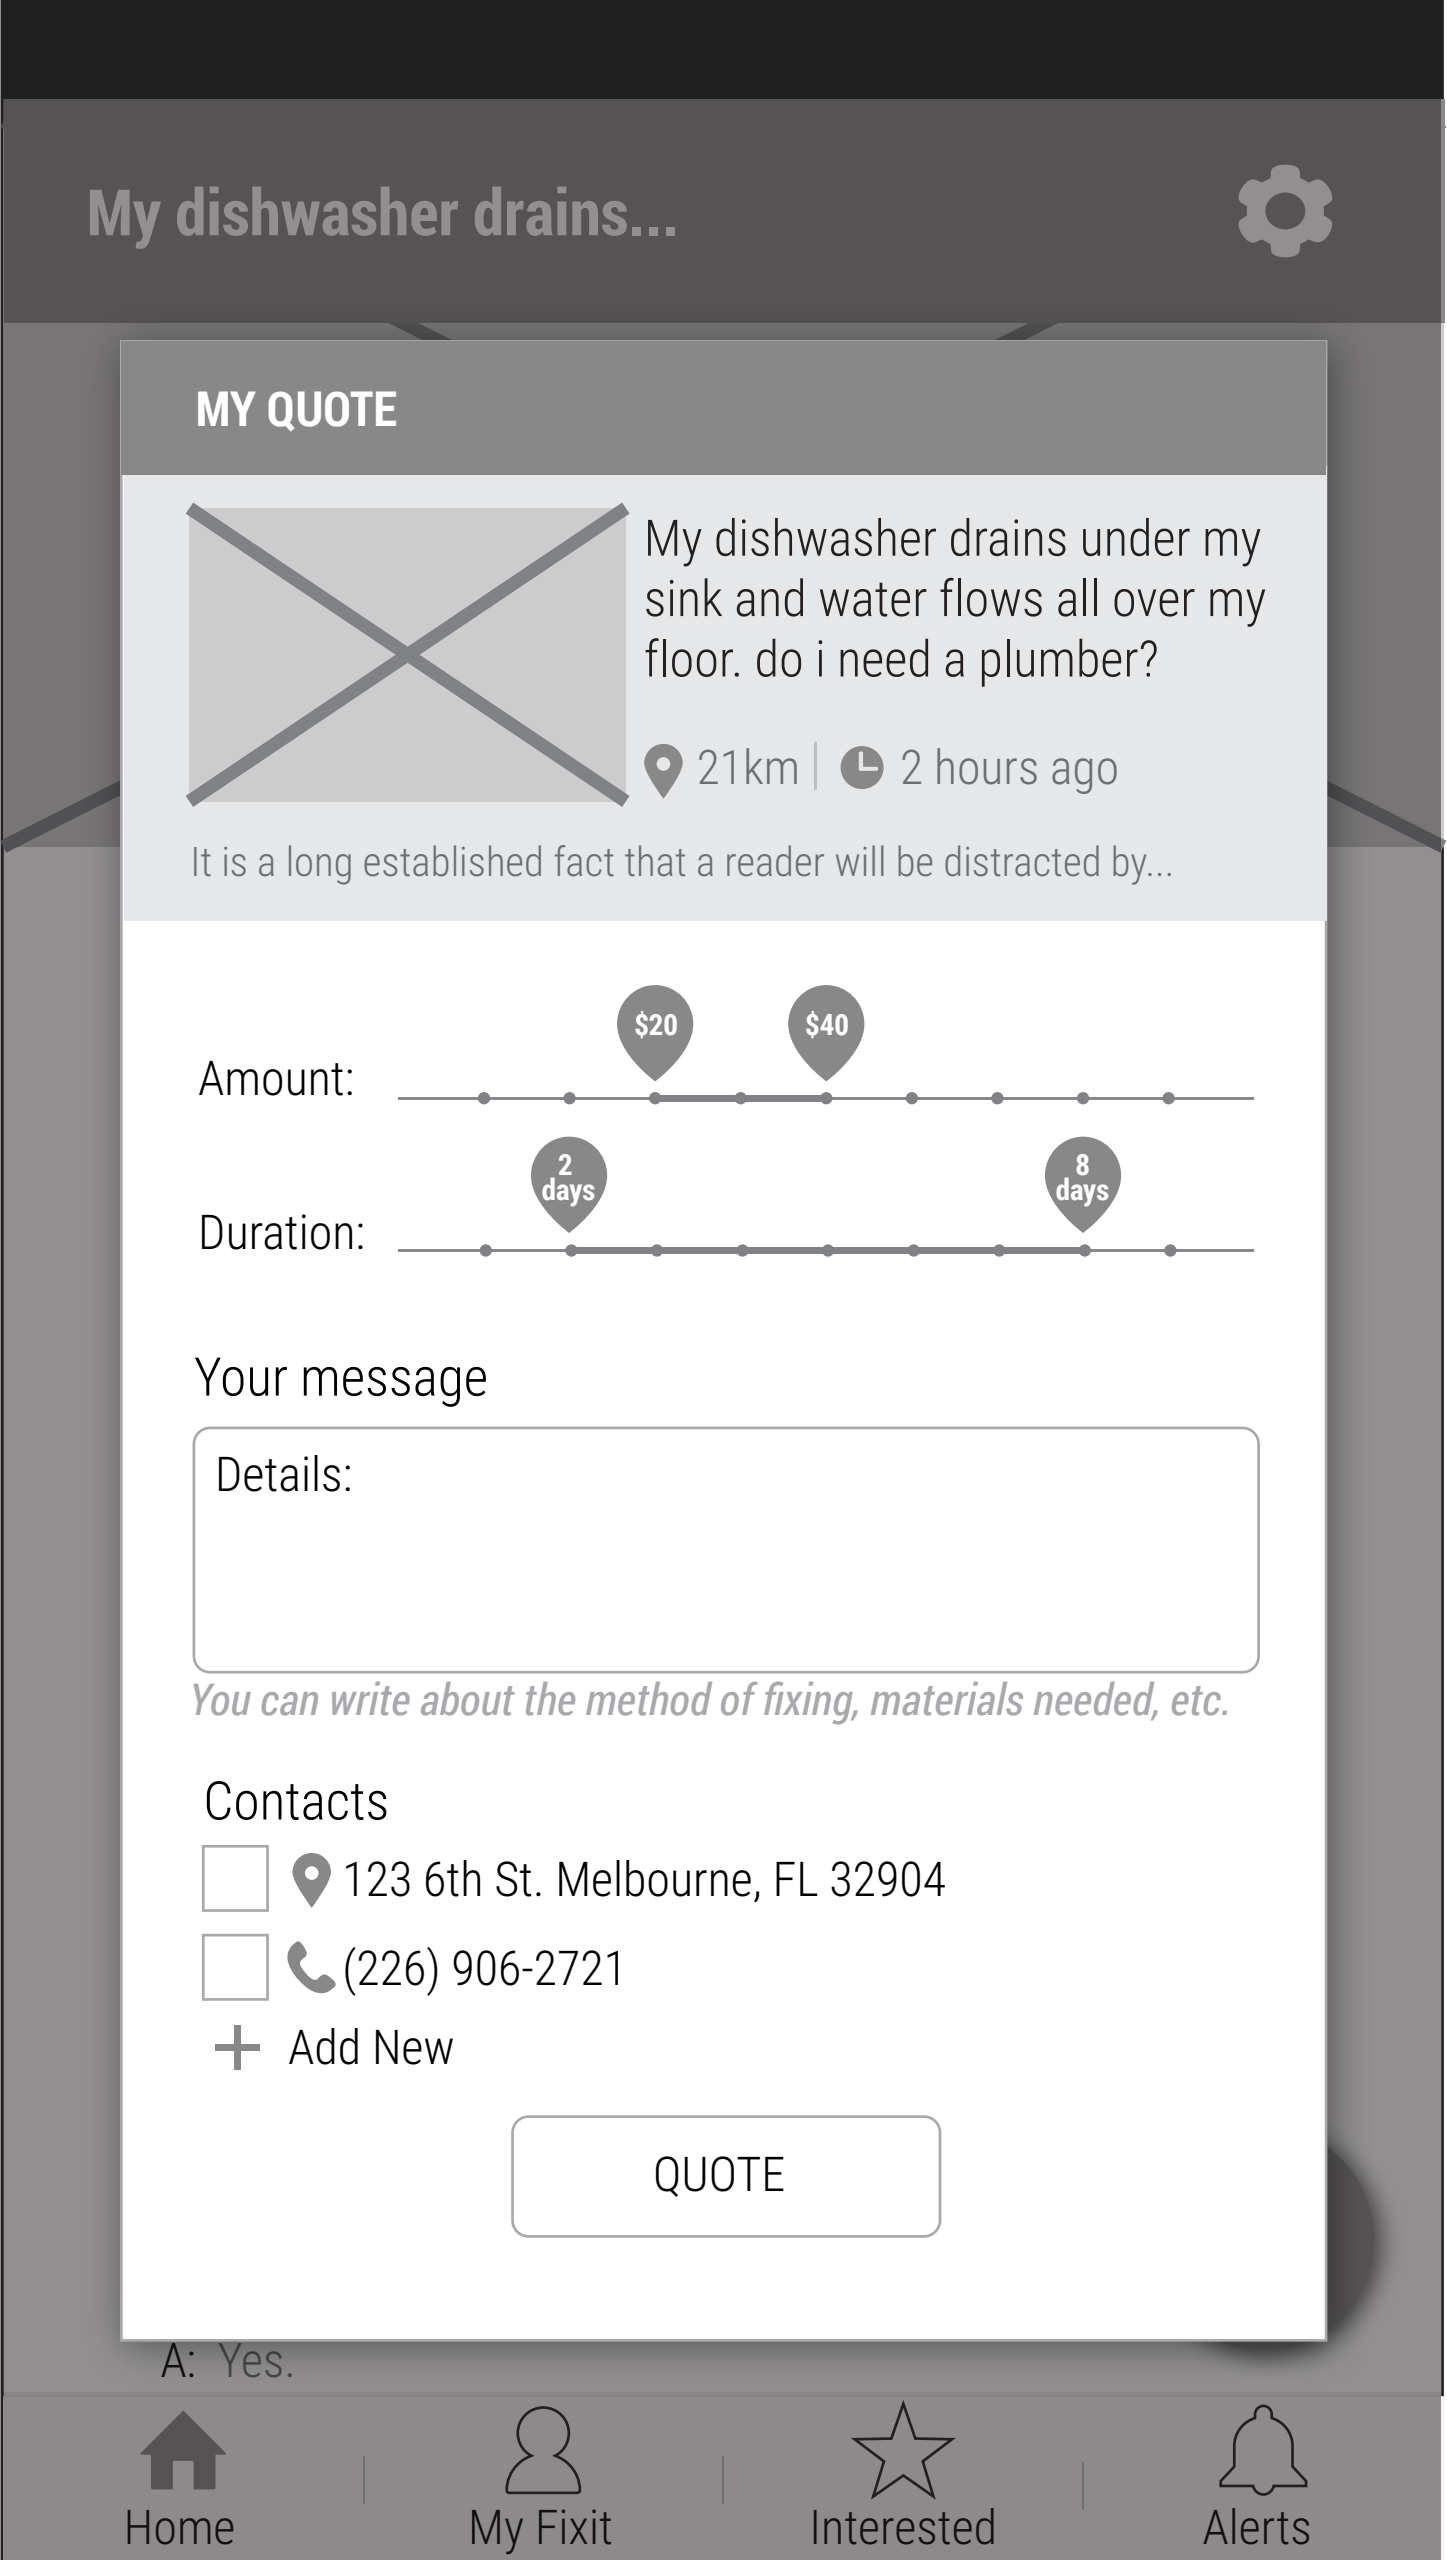 My dishwasher drains...
MY QUOTE
My dishwasher drains under my
sink and water flows all over my
floor. do i need a plumber?
21km
2 hours ago
It is a long established fact that a reader will be distracted by...
$20
$40
Amount:
2
days
8
days
Duration:
Your message
Details:
You can write about the method of fixing, materials needed, etc.
Contacts
123 6th St. Melbourne, FL 32904
(226) 906-2721
Add New
QUOTE
A: Yes.
Home
My Fixit
Interested
Alerts